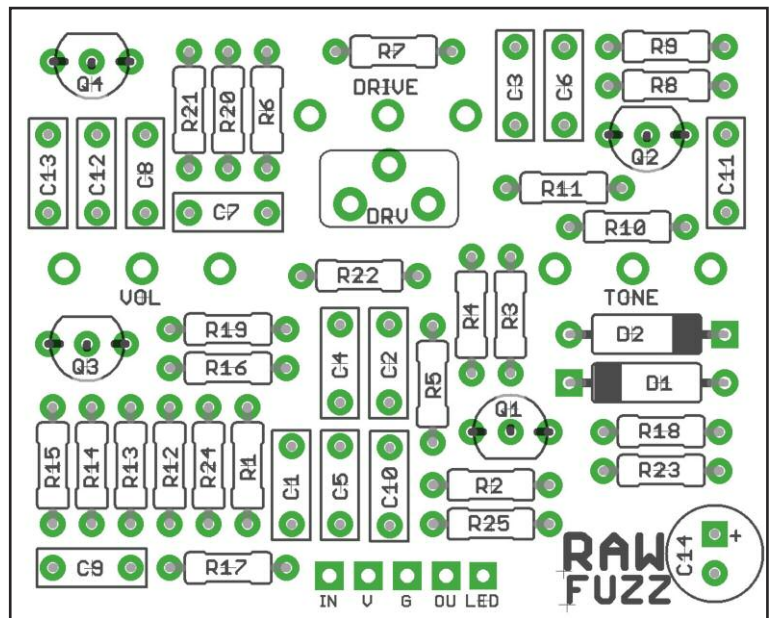 Q4
R21
R20
R6
R7
DRIVE
C3
C6
R9
R8
Q2
C11
C13
C12
C8
C7
DRV
R11
R10
VOL
R22
R4
R3
TONE
Q3
R19
R16
C4
C2
R5
D2
D1
Q1
R15
R14
R13
R12
R24
R1
C1
C5
C10
R2
R25
R18
R23
C9
R17
IN V G OU LED
RAW
FUZZ
C14 +